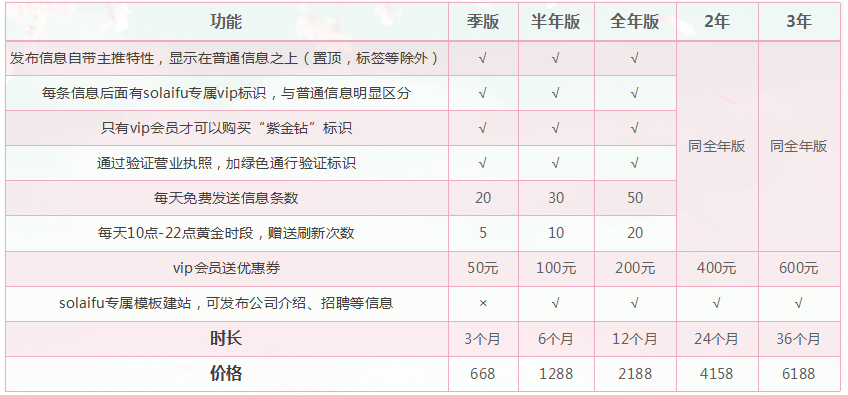 功能 季版 半年版 全年版 2年 3年
发布信息自带主推特性，显示在普通信息之上（置顶，标签等除外） √ √ √
每条信息后面有solaifu专属vip标识，与普通信息明显区分 √ √ √
只有vip会员才可以购买“紫金钻”标识 √ √ √
通过验证营业执照，加绿色通行验证标识 √ √ √
同全年版 同全年版
每天免费发送信息条数 20 30 50
每天10点-22点黄金时段，赠送刷新次数 5 10 20
vip会员送优惠券 50元 100元 200元 400元 600元
solaifu专属模板建站，可发布公司介绍、招聘等信息 × √ √ √ √
时长 3个月 6个月 12个月 24个月 36个月
价格 668 1288 2188 4158 6188